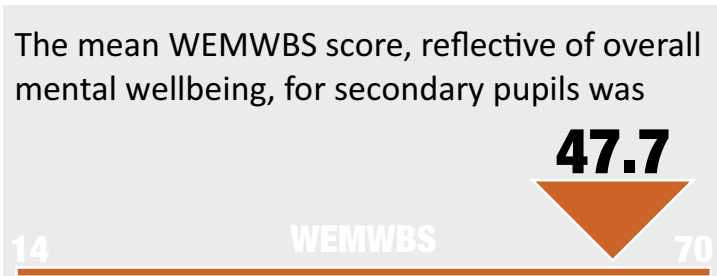 The mean WEMWBS score, reflective of overall
mental wellbeing, for secondary pupils was
47.7
14 WEMWBS 70